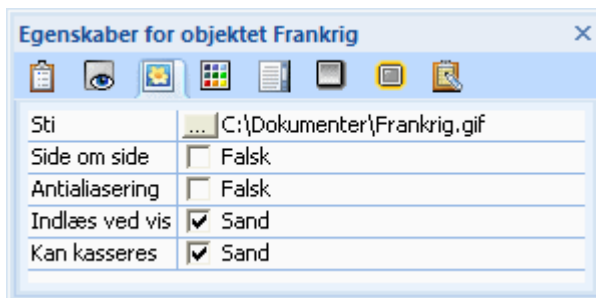 Egenskaber for objektet Frankrig
Sti ... C:\Dokumenter\Frankrig.gif
Side om side Falsk
Antialiasering Falsk
Indlæs ved vis Sand
Kan kasseres Sand